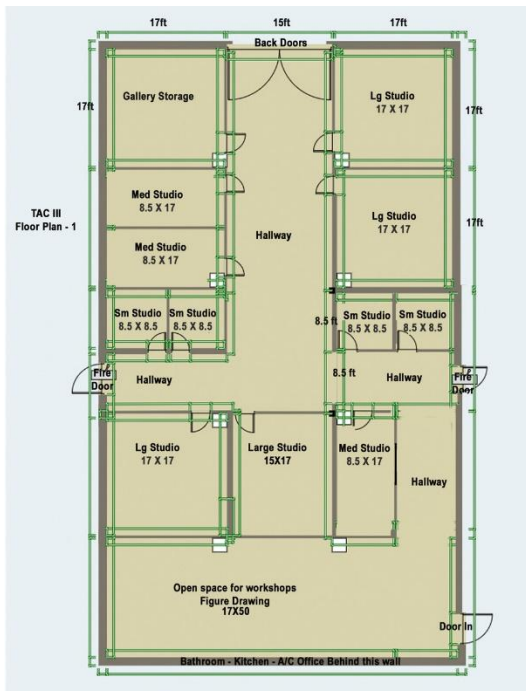 17ft
15ft
17ft
Back Doors
Gallery Storage
Lg Studio
17 X 17
17ft
17ft
Med Studio
8.5 X 17
TAC III
Floor Plan - 1
Lg Studio
17 X 17
17ft
Hallway
Med Studio
8.5 X 17
Sm Studio
8.5 X 8.5
Sm Studio
8.5 X 8.5
8.5 ft
Sm Studio
8.5 X 8.5
Sm Studio
8.5 X 8.5
Fire
Door
Hallway
8.5 ft
Hallway
Fire
Door
Lg Studio
17 X 17
Large Studio
15X17
Med Studio
8.5 X 17
Hallway
Open space for workshops
Figure Drawing
17X50
Door In
Bathroom - Kitchen - A/C Office Behind this wall